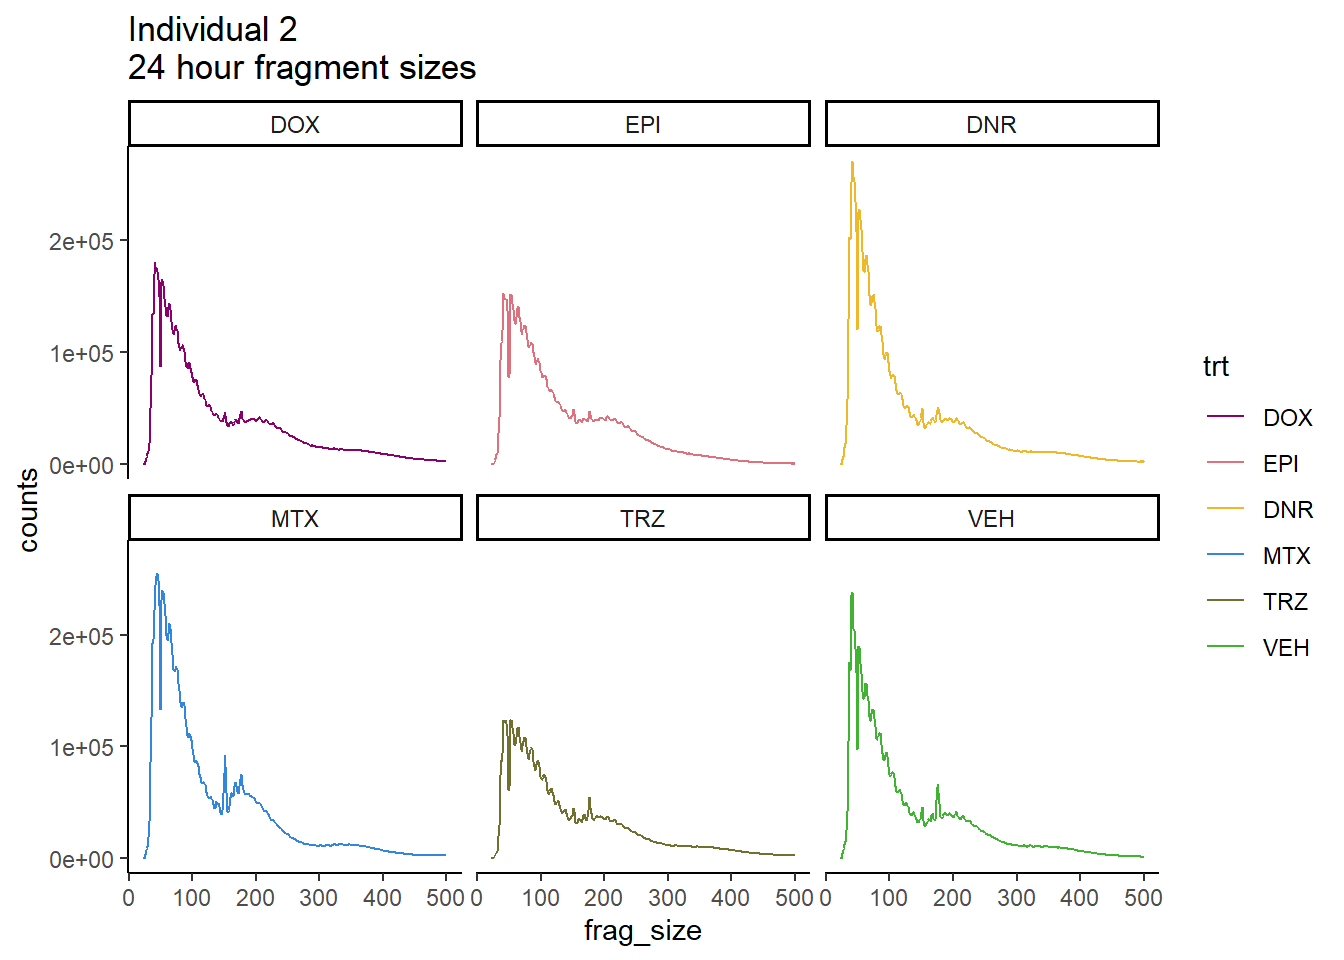 Individual 2
24 hour fragment sizes
DOX
EPI
DNR
2e+05
1e+05
0e+00
MTX
TRZ
VEH
2e+05
1e+05
0e+00
0 100 200 300 400 500
0 100 200 300 400 500
0 100 200 300 400 500
frag_size
counts
trt
DOX
EPI
DNR
MTX
TRZ
VEH